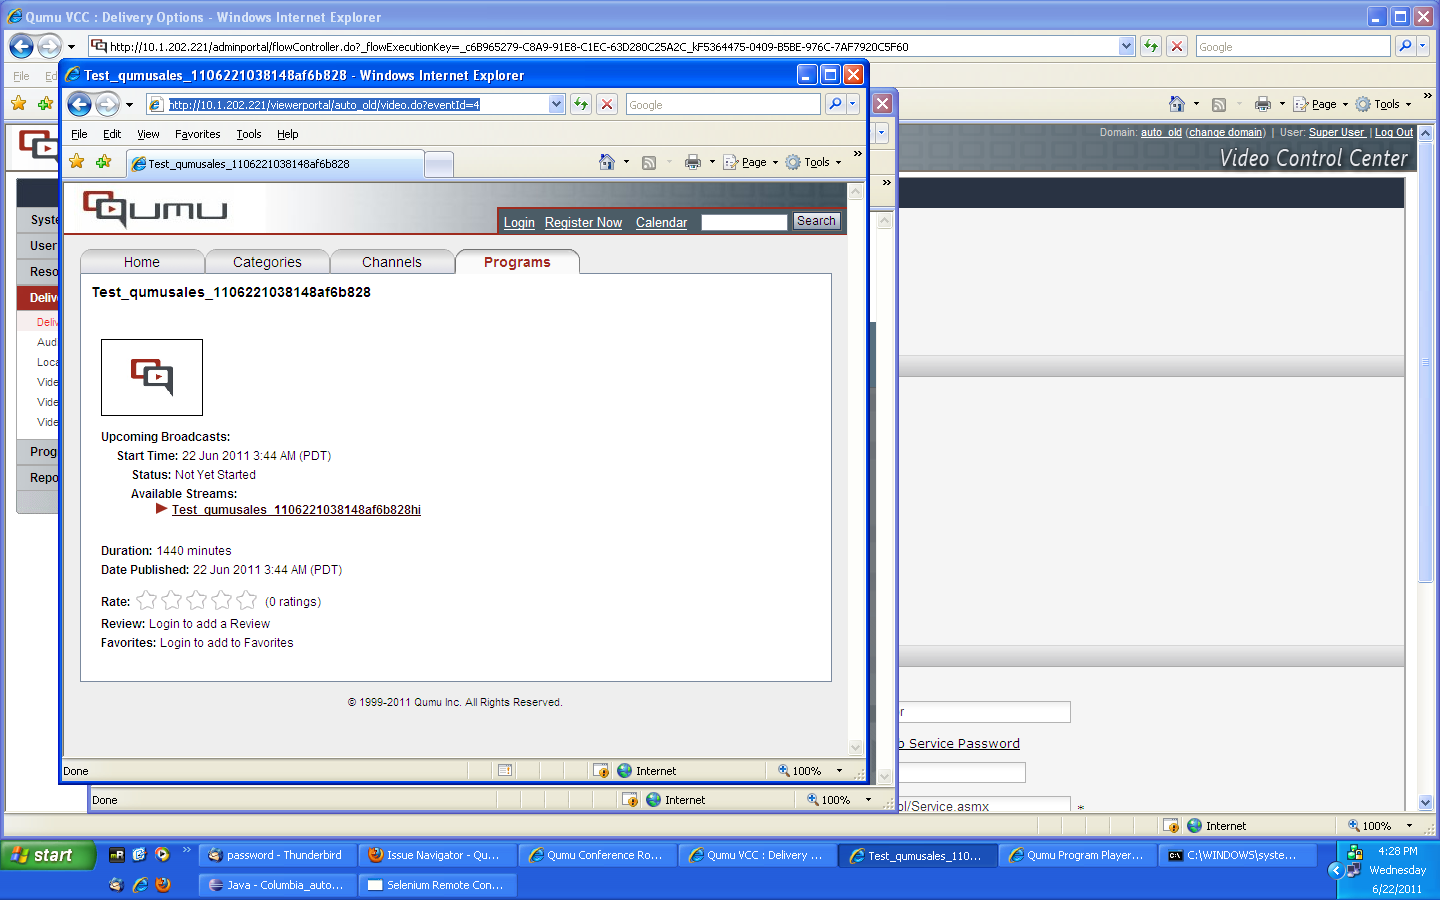 Qumu VCC : Delivery Options - Windows Internet Explorer
http://10.1.202.221/adminportal/flowController.do?_flowExecutionKey=_c6B965279-C8A9-91E8-C1EC-63D280C25A2C_kF5364475-0409-B5BE-976C-7AF7920C5F60
Google
File Ed
Page Tools
Domain: auto_old (change domain) | User: Super User | Log Out
Video Control Center
Syste
User
Reso
Deliv
Deliv
Aud
Loca
Vide
Vide
Vide
Prog
Repo
Test_qumusales_1106221038148af6b828 - Windows Internet Explorer
http://10.1.202.221/viewerportal/auto_old/video.do?eventId=4
Google
File Edit View Favorites Tools Help
Test_qumusales_1106221038148af6b828
Page Tools
QUMU
Login Register Now Calendar Search
Home Categories Channels Programs
Test_qumusales_1106221038148af6b828
Upcoming Broadcasts:
Start Time: 22 Jun 2011 3:44 AM (PDT)
Status: Not Yet Started
Available Streams:
Test_qumusales_1106221038148af6b828hi
Duration: 1440 minutes
Date Published: 22 Jun 2011 3:44 AM (PDT)
Rate: (0 ratings)
Review: Login to add a Review
Favorites: Login to add to Favorites
© 1999-2011 Qumu Inc. All Rights Reserved.
Done Internet 100%
Done Internet 100%
er
o Service Password
ol/Service.asmx *
Internet 100%
start
password - Thunderbird
Issue Navigator - Qu...
Qumu Conference Ro...
Qumu VCC : Delivery ...
Test_qumusales_110...
Qumu Program Player...
C:\WINDOWS\syste...
Java - Columbia_auto...
Selenium Remote Con...
4:28 PM
Wednesday
6/22/2011